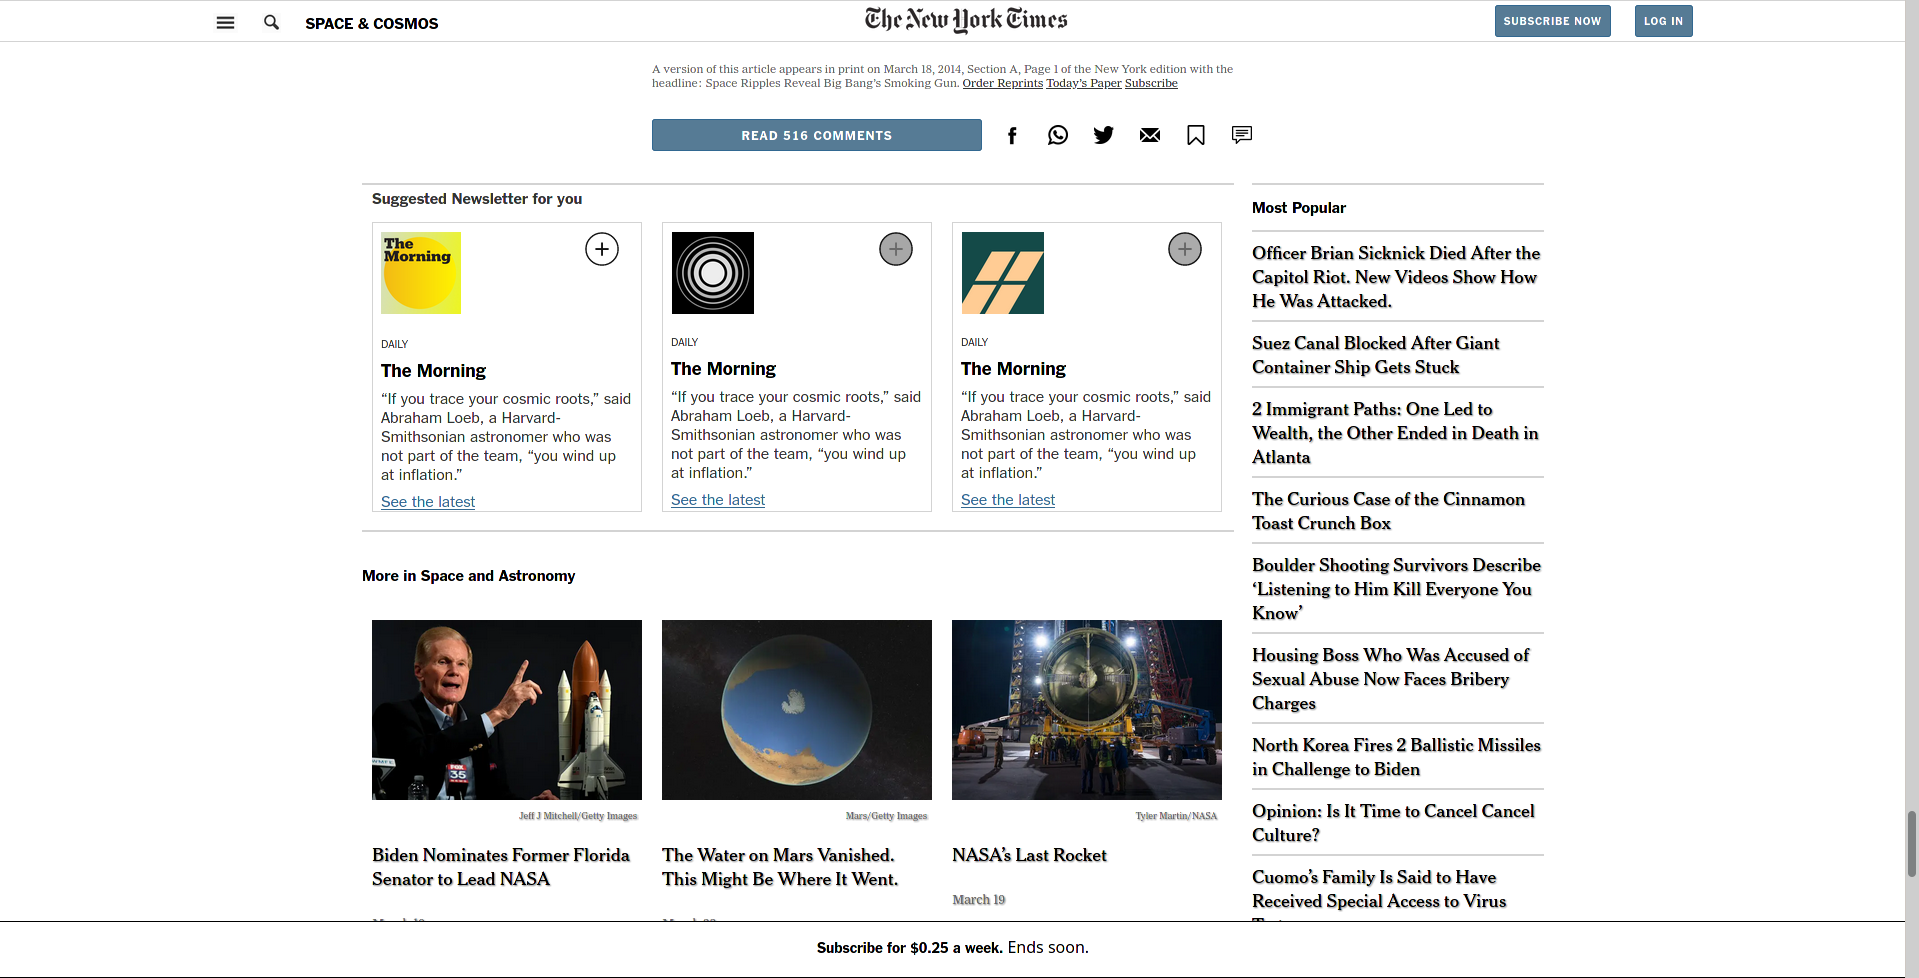 SPACE & COSMOS
The New York Times
SUBSCRIBE NOW
LOG IN
A version of this article appears in print on March 18, 2014, Section A, Page 1 of the New York edition with the
headline: Space Ripples Reveal Big Bang's Smoking Gun. Order Reprints Today's Paper Subscribe
READ 516 COMMENTS
Suggested Newsletter for you
The
Morning
DAILY
The Morning
“If you trace your cosmic roots,” said
Abraham Loeb, a Harvard-
Smithsonian astronomer who was
not part of the team, “you wind up
at inflation.”
See the latest
DAILY
The Morning
“If you trace your cosmic roots,” said
Abraham Loeb, a Harvard-
Smithsonian astronomer who was
not part of the team, “you wind up
at inflation.”
See the latest
DAILY
The Morning
“If you trace your cosmic roots,” said
Abraham Loeb, a Harvard-
Smithsonian astronomer who was
not part of the team, “you wind up
at inflation.”
See the latest
More in Space and Astronomy
WMFE
FOX
35
Jeff J Mitchell/Getty Images
Biden Nominates Former Florida
Senator to Lead NASA
Mars/Getty Images
The Water on Mars Vanished.
This Might Be Where It Went.
Tyler Martin/NASA
NASA's Last Rocket
March 19
Most Popular
Officer Brian Sicknick Died After the
Capitol Riot. New Videos Show How
He Was Attacked.
Suez Canal Blocked After Giant
Container Ship Gets Stuck
2 Immigrant Paths: One Led to
Wealth, the Other Ended in Death in
Atlanta
The Curious Case of the Cinnamon
Toast Crunch Box
Boulder Shooting Survivors Describe
‘Listening to Him Kill Everyone You
Know’
Housing Boss Who Was Accused of
Sexual Abuse Now Faces Bribery
Charges
North Korea Fires 2 Ballistic Missiles
in Challenge to Biden
Opinion: Is It Time to Cancel Cancel
Culture?
Cuomo's Family Is Said to Have
Received Special Access to Virus
Subscribe for $0.25 a week. Ends soon.